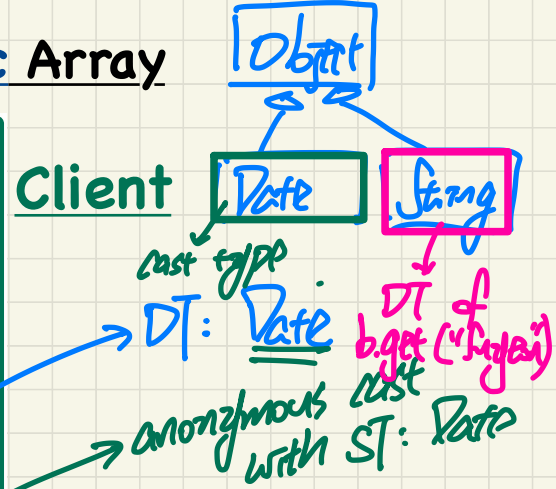 : Array
Object
Client
Date
String
cast type
DT: Date
DT of
b.get("Suyeon")
anonymous cast
with ST: Date